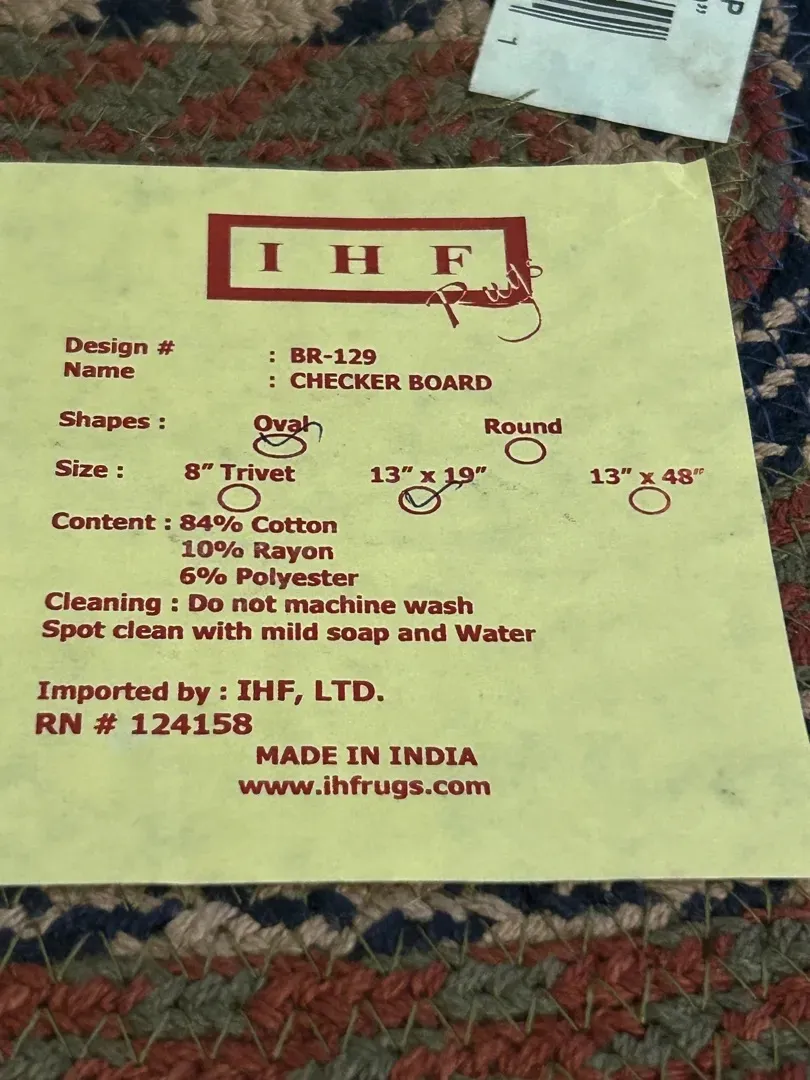 P
"
1
I H F
Rugs
Design # : BR-129
Name : CHECKER BOARD
Shapes : Oval Round
Size : 8" Trivet 13" x 19" 13" x 48"
Content : 84% Cotton
10% Rayon
6% Polyester
Cleaning : Do not machine wash
Spot clean with mild soap and Water
Imported by : IHF, LTD.
RN # 124158
MADE IN INDIA
www.ihfrugs.com